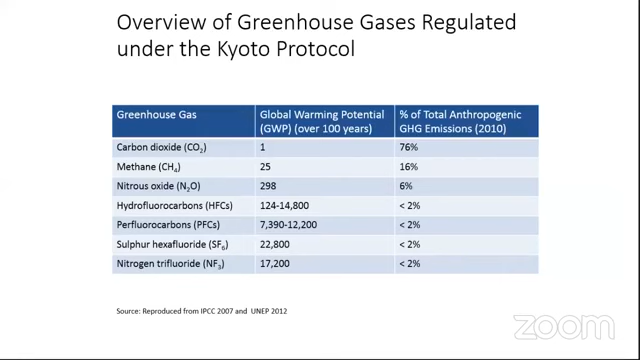 Overview of Greenhouse Gases Regulated
under the Kyoto Protocol
Greenhouse Gas Global Warming Potential % of Total Anthropogenic
(GWP) (over 100 years) GHG Emissions (2010)
Carbon dioxide (CO₂) 1 76%
Methane (CH₄) 25 16%
Nitrous oxide (N₂O) 298 6%
Hydrofluorocarbons (HFCs) 124-14,800 < 2%
Perfluorocarbons (PFCs) 7,390-12,200 < 2%
Sulphur hexafluoride (SF₆) 22,800 < 2%
Nitrogen trifluoride (NF₃) 17,200 < 2%
Source: Reproduced from IPCC 2007 and UNEP 2012
zoom